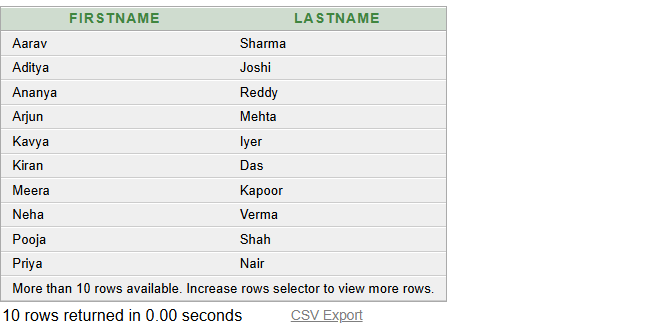 FIRSTNAME LASTNAME
Aarav Sharma
Aditya Joshi
Ananya Reddy
Arjun Mehta
Kavya Iyer
Kiran Das
Meera Kapoor
Neha Verma
Pooja Shah
Priya Nair
More than 10 rows available. Increase rows selector to view more rows.
10 rows returned in 0.00 seconds CSV Export